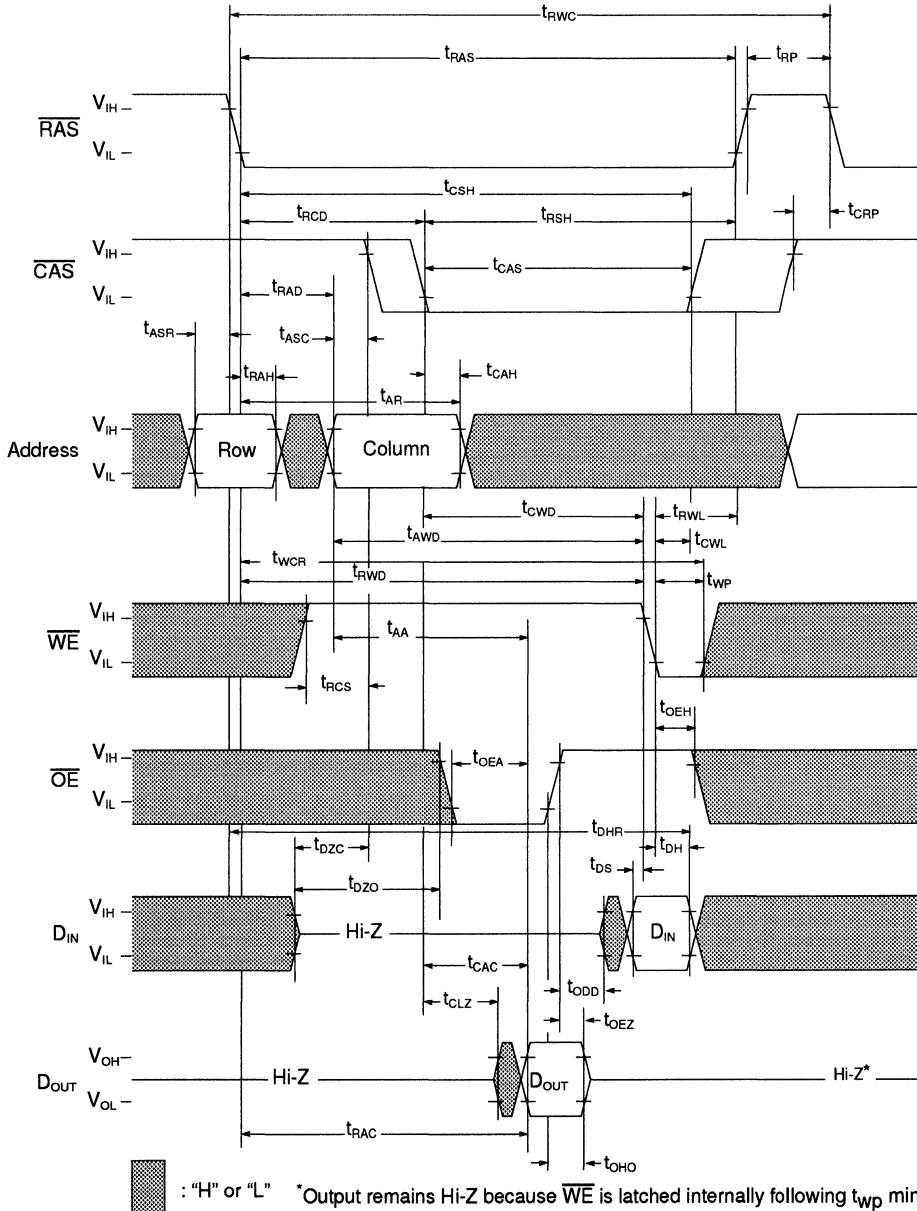 tRWC
tRAS
tRP
RAS
VIH
VIL
tCSH
tRCD
tRSH
tCRP
CAS
VIH
VIL
tCAS
tRAD
tASR
tASC
tRAH
tCAH
tAR
Address
VIH
VIL
Row
Column
tCWD
tRWL
tAWD
tCWL
tWCR
tRWD
tWP
WE
VIH
VIL
tAA
tRCS
tOEH
OE
VIH
VIL
tOEA
tDHR
tDZC
tDH
tDS
tDZO
DIN
VIH
VIL
Hi-Z
DIN
tCAC
tODD
tCLZ
tOEZ
DOUT
VOH
VOL
Hi-Z
DOUT
Hi-Z*
tRAC
tOHO
: "H" or "L"
*Output remains Hi-Z because WE is latched internally following twp min